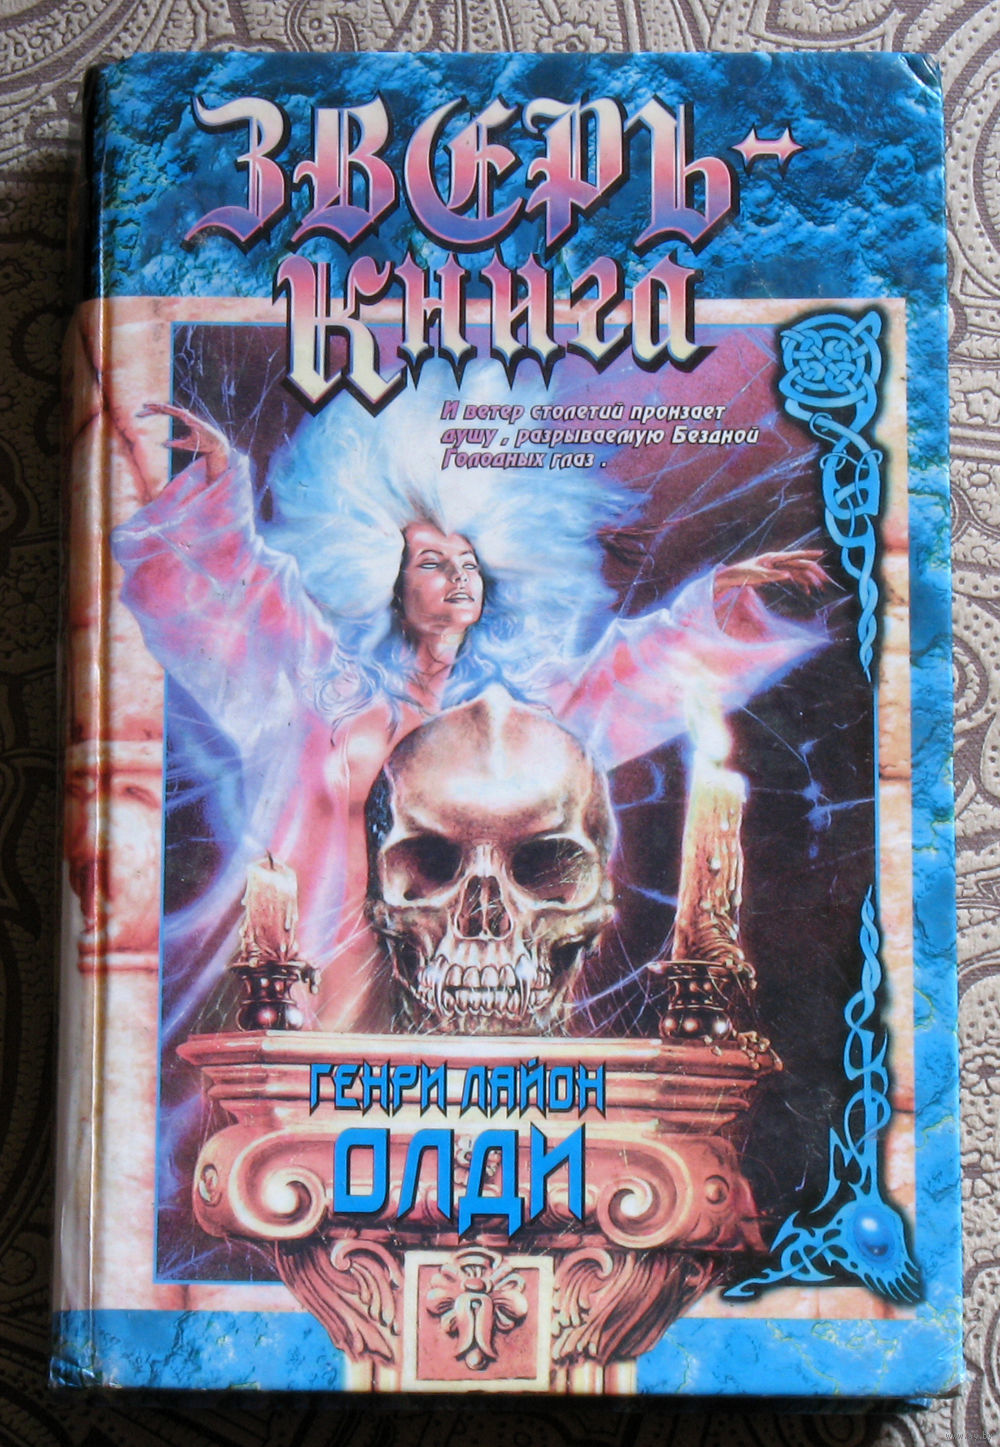 ЗВЕРЬ-
КНИГА
И ветер столетий пронзает
душу , разрываемую Бездной
Голодных глаз .
ГЕНРИ ЛАЙОН
ОЛДИ